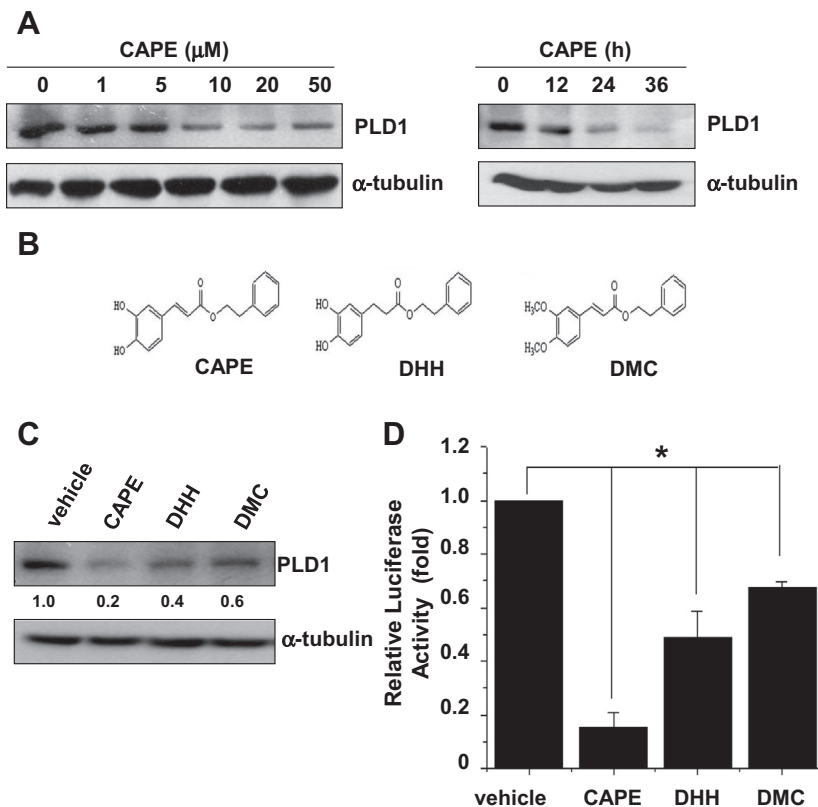 A
CAPE (μM)
0 1 5 10 20 50
PLD1
α-tubulin
CAPE (h)
0 12 24 36
PLD1
α-tubulin
B
HO
HO
O
O
CAPE
HO
HO
O
O
DHH
H₃CO
H₃CO
O
O
DMC
C
vehicle CAPE DHH DMC
PLD1
1.0 0.2 0.4 0.6
α-tubulin
D
Relative Luciferase
Activity (fold)
1.2
1.0
0.8
0.6
0.4
0.2
0
*
vehicle CAPE DHH DMC